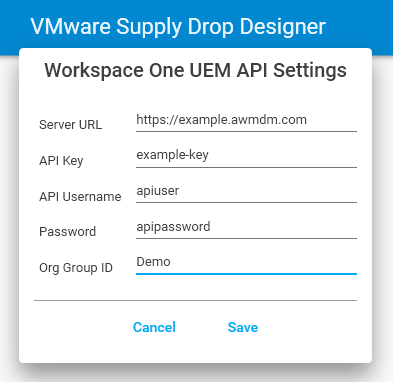 VMware Supply Drop Designer
Workspace One UEM API Settings
Server URL https://example.awmdm.com
API Key example-key
API Username apiuser
Password apipassword
Org Group ID Demo
Cancel Save